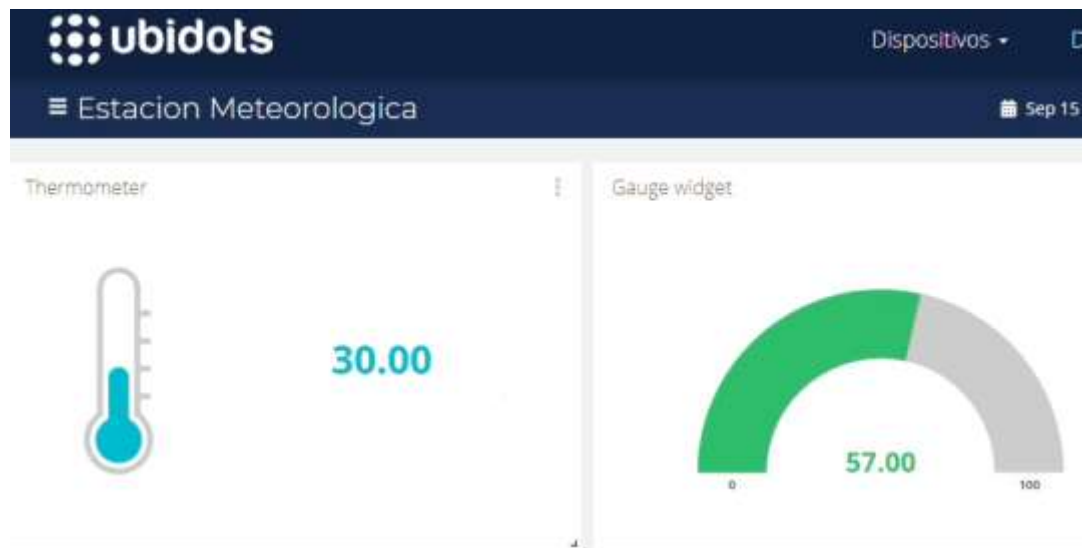 ubidots
Dispositivos
Estacion Meteorologica
Sep 15
Thermometer
Gauge widget
30.00
57.00
0
100